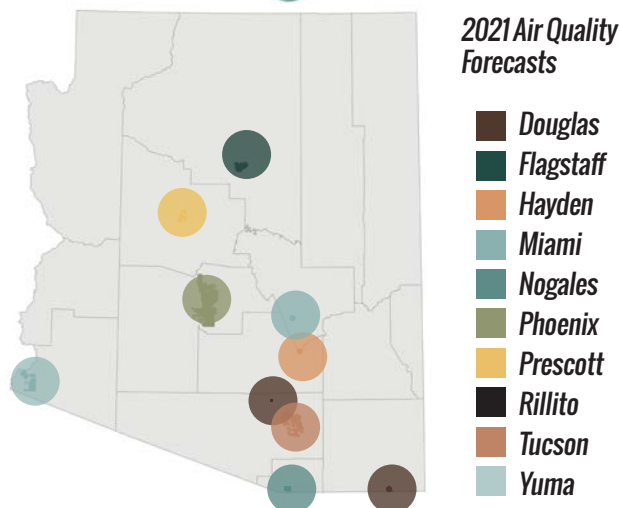 2021 Air Quality
Forecasts
Douglas
Flagstaff
Hayden
Miami
Nogales
Phoenix
Prescott
Rillito
Tucson
Yuma